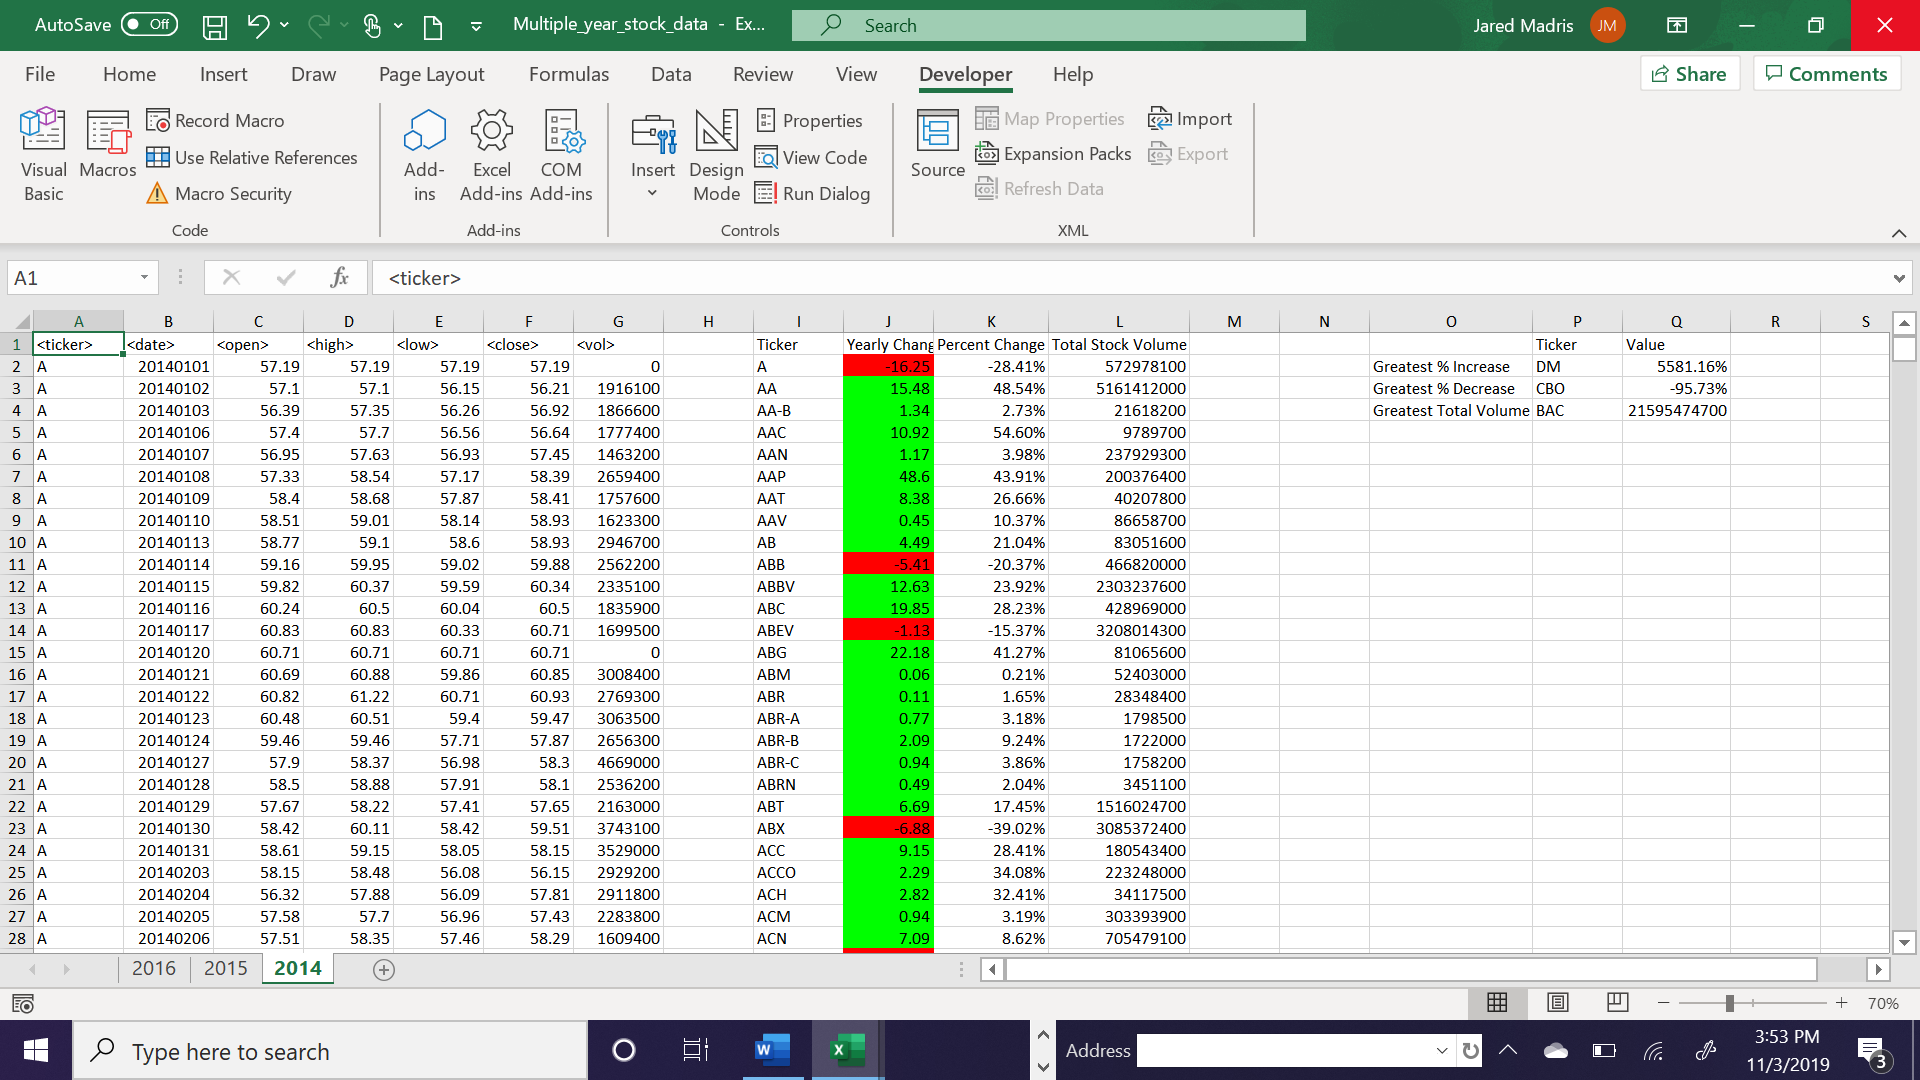 AutoSave Off Multiple_year_stock_data - Ex... Search Jared Madris JM
File Home Insert Draw Page Layout Formulas Data Review View Developer Help Share Comments
Visual Basic Macros Record Macro Use Relative References Macro Security
Code
Add-ins Excel Add-ins COM Add-ins
Add-ins
Insert Design Mode Properties View Code Run Dialog
Controls
Source Map Properties Expansion Packs Refresh Data Import Export
XML
A1 fx <ticker>
A B C D E F G H I J K L M N O P Q R S
1 <ticker> <date> <open> <high> <low> <close> <vol> Ticker Yearly Chang Percent Change Total Stock Volume Ticker Value
2 A 20140101 57.19 57.19 57.19 57.19 0 A -16.25 -28.41% 572978100 Greatest % Increase DM 5581.16%
3 A 20140102 57.1 57.1 56.15 56.21 1916100 AA 15.48 48.54% 5161412000 Greatest % Decrease CBO -95.73%
4 A 20140103 56.39 57.35 56.26 56.92 1866600 AA-B 1.34 2.73% 21618200 Greatest Total Volume BAC 21595474700
5 A 20140106 57.4 57.7 56.56 56.64 1777400 AAC 10.92 54.60% 9789700
6 A 20140107 56.95 57.63 56.93 57.45 1463200 AAN 1.17 3.98% 237929300
7 A 20140108 57.33 58.54 57.17 58.39 2659400 AAP 48.6 43.91% 200376400
8 A 20140109 58.4 58.68 57.87 58.41 1757600 AAT 8.38 26.66% 40207800
9 A 20140110 58.51 59.01 58.14 58.93 1623300 AAV 0.45 10.37% 86658700
10 A 20140113 58.77 59.1 58.6 58.93 2946700 AB 4.49 21.04% 83051600
11 A 20140114 59.16 59.95 59.02 59.88 2562200 ABB -5.41 -20.37% 466820000
12 A 20140115 59.82 60.37 59.59 60.34 2335100 ABBV 12.63 23.92% 2303237600
13 A 20140116 60.24 60.5 60.04 60.5 1835900 ABC 19.85 28.23% 428969000
14 A 20140117 60.83 60.83 60.33 60.71 1699500 ABEV -1.13 -15.37% 3208014300
15 A 20140120 60.71 60.71 60.71 60.71 0 ABG 22.18 41.27% 81065600
16 A 20140121 60.69 60.88 59.86 60.85 3008400 ABM 0.06 0.21% 52403000
17 A 20140122 60.82 61.22 60.71 60.93 2769300 ABR 0.11 1.65% 28348400
18 A 20140123 60.48 60.51 59.4 59.47 3063500 ABR-A 0.77 3.18% 1798500
19 A 20140124 59.46 59.46 57.71 57.87 2656300 ABR-B 2.09 9.24% 1722000
20 A 20140127 57.9 58.37 56.98 58.3 4669000 ABR-C 0.94 3.86% 1758200
21 A 20140128 58.5 58.88 57.91 58.1 2536200 ABRN 0.49 2.04% 3451100
22 A 20140129 57.67 58.22 57.41 57.65 2163000 ABT 6.69 17.45% 1516024700
23 A 20140130 58.42 60.11 58.42 59.51 3743100 ABX -6.88 -39.02% 3085372400
24 A 20140131 58.61 59.15 58.05 58.15 3529000 ACC 9.15 28.41% 180543400
25 A 20140203 58.15 58.48 56.08 56.15 2929200 ACCO 2.29 34.08% 223248000
26 A 20140204 56.32 57.88 56.09 57.81 2911800 ACH 2.82 32.41% 34117500
27 A 20140205 57.58 57.7 56.96 57.43 2283800 ACM 0.94 3.19% 303393900
28 A 20140206 57.51 58.35 57.46 58.29 1609400 ACN 7.09 8.62% 705479100
2016 2015 2014
70%
Type here to search W X Address 3:53 PM
11/3/2019 3